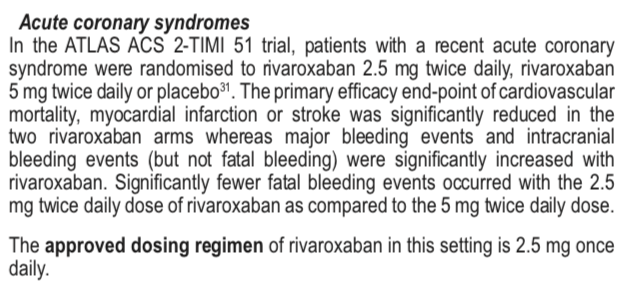 Acute coronary syndromes
In the ATLAS ACS 2-TIMI 51 trial, patients with a recent acute coronary
syndrome were randomised to rivaroxaban 2.5 mg twice daily, rivaroxaban
5 mg twice daily or placebo³¹. The primary efficacy end-point of cardiovascular
mortality, myocardial infarction or stroke was significantly reduced in the
two rivaroxaban arms whereas major bleeding events and intracranial
bleeding events (but not fatal bleeding) were significantly increased with
rivaroxaban. Significantly fewer fatal bleeding events occurred with the 2.5
mg twice daily dose of rivaroxaban as compared to the 5 mg twice daily dose.
The approved dosing regimen of rivaroxaban in this setting is 2.5 mg once
daily.